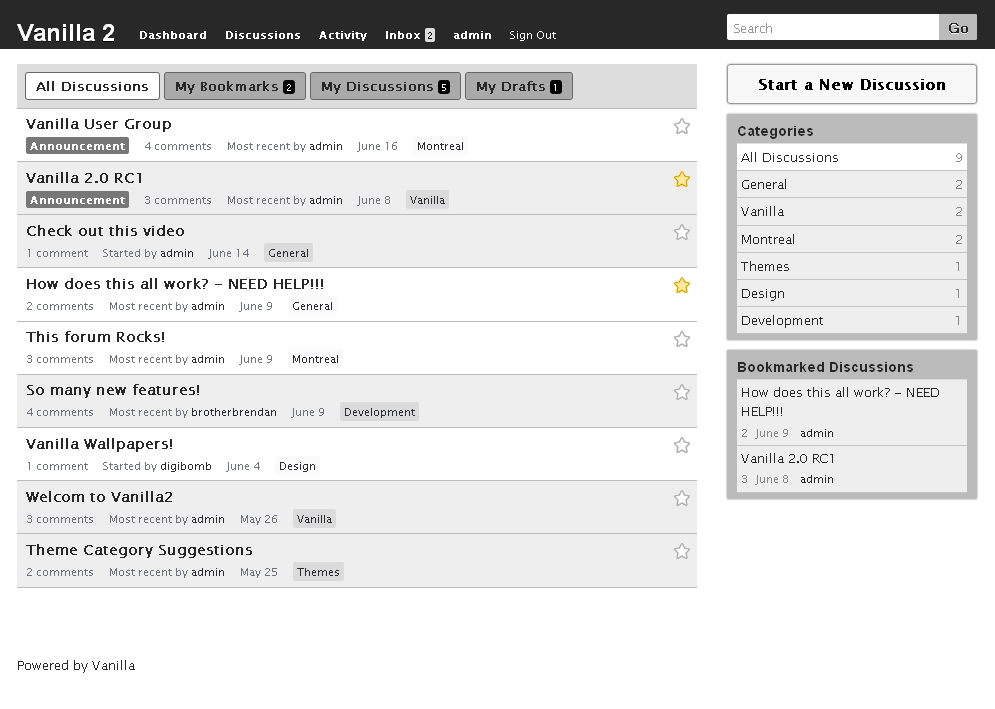 Vanilla 2 Dashboard Discussions Activity Inbox 2 admin Sign Out Search Go
All Discussions My Bookmarks 2 My Discussions 5 My Drafts 1
Vanilla User Group
Announcement 4 comments Most recent by admin June 16 Montreal
Vanilla 2.0 RC1
Announcement 3 comments Most recent by admin June 8 Vanilla
Check out this video
1 comment Started by admin June 14 General
How does this all work? - NEED HELP!!!
2 comments Most recent by admin June 9 General
This forum Rocks!
3 comments Most recent by admin June 9 Montreal
So many new features!
4 comments Most recent by brotherbrendan June 9 Development
Vanilla Wallpapers!
1 comment Started by digibomb June 4 Design
Welcom to Vanilla2
3 comments Most recent by admin May 26 Vanilla
Theme Category Suggestions
2 comments Most recent by admin May 25 Themes
Start a New Discussion
Categories
All Discussions 9
General 2
Vanilla 2
Montreal 2
Themes 1
Design 1
Development 1
Bookmarked Discussions
How does this all work? - NEED
HELP!!!
2 June 9 admin
Vanilla 2.0 RC1
3 June 8 admin
Powered by Vanilla